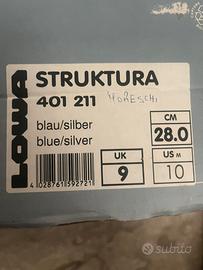 LOWA
STRUKTURA
401 211
MORESCHI
blau/silber
blue/silver
4 028761 592721
UK
9
CM
28.0
US M
10
subito